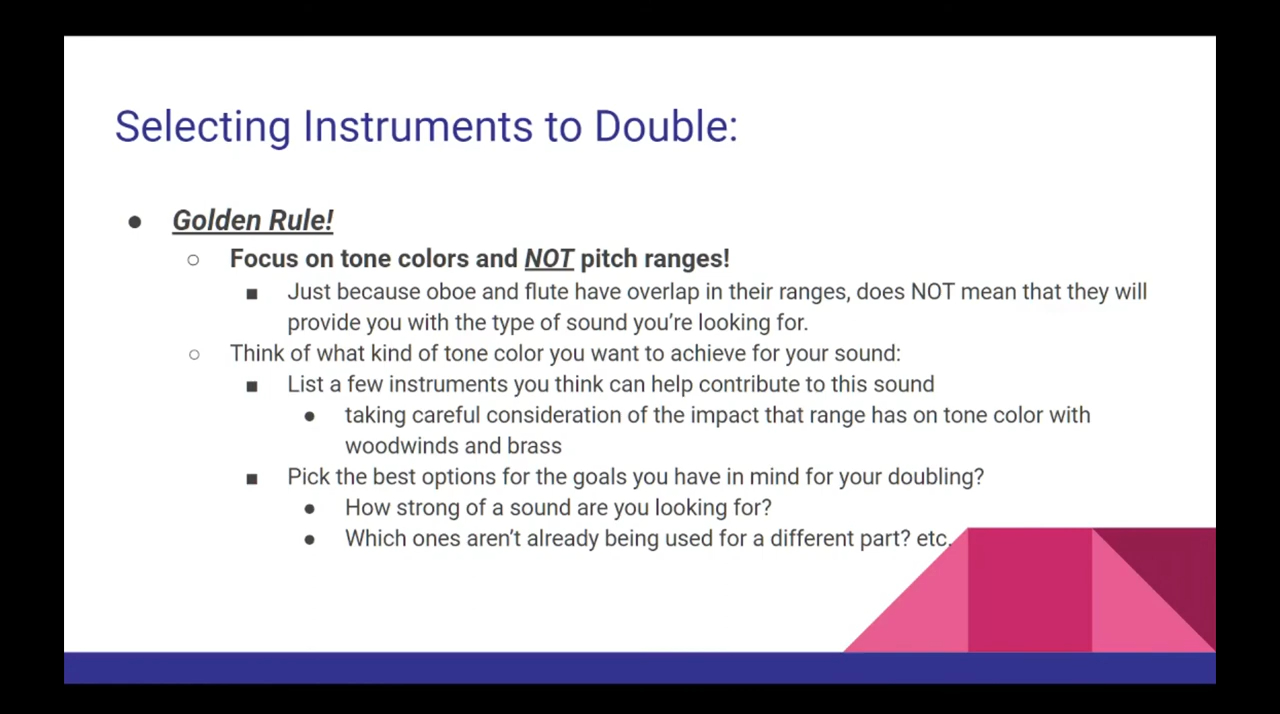 Selecting Instruments to Double:
Golden Rule!
Focus on tone colors and NOT pitch ranges!
Just because oboe and flute have overlap in their ranges, does NOT mean that they will
provide you with the type of sound you're looking for.
Think of what kind of tone color you want to achieve for your sound:
List a few instruments you think can help contribute to this sound
taking careful consideration of the impact that range has on tone color with
woodwinds and brass
Pick the best options for the goals you have in mind for your doubling?
How strong of a sound are you looking for?
Which ones aren't already being used for a different part? etc.